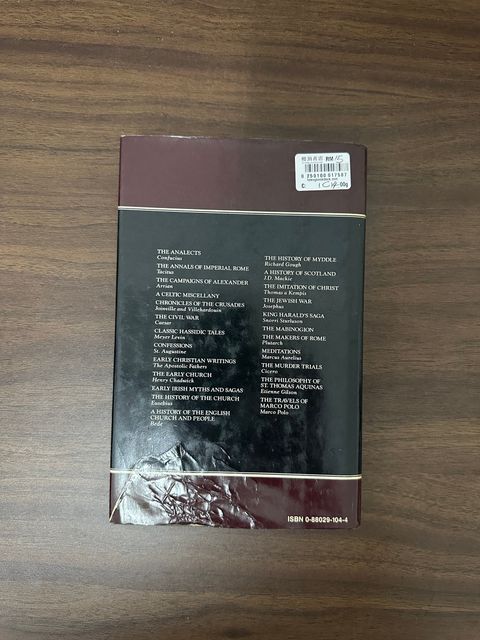 RM 15
THE ANALECTS
Confucius
THE ANNALS OF IMPERIAL ROME
Tacitus
THE CAMPAIGNS OF ALEXANDER
Arrian
A CELTIC MISCELLANY
CHRONICLES OF THE CRUSADES
Joinville and Villehardouin
THE CIVIL WAR
Caesar
CLASSIC HASSIDIC TALES
Meyer Levin
CONFESSIONS
St. Augustine
EARLY CHRISTIAN WRITINGS
The Apostolic Fathers
THE EARLY CHURCH
Henry Chadwick
EARLY IRISH MYTHS AND SAGAS
THE HISTORY OF THE CHURCH
Eusebius
A HISTORY OF THE ENGLISH
CHURCH AND PEOPLE
Bede
THE HISTORY OF MYDDLE
Richard Gough
A HISTORY OF SCOTLAND
J.D. Mackie
THE IMITATION OF CHRIST
Thomas a Kempis
THE JEWISH WAR
Josephus
KING HARALD'S SAGA
Snorri Sturluson
THE MABINOGION
THE MAKERS OF ROME
Plutarch
MEDITATIONS
Marcus Aurelius
THE MURDER TRIALS
Cicero
THE PHILOSOPHY OF
ST. THOMAS AQUINAS
Etienne Gilson
THE TRAVELS OF
MARCO POLO
Marco Polo
ISBN 0-88029-104-4